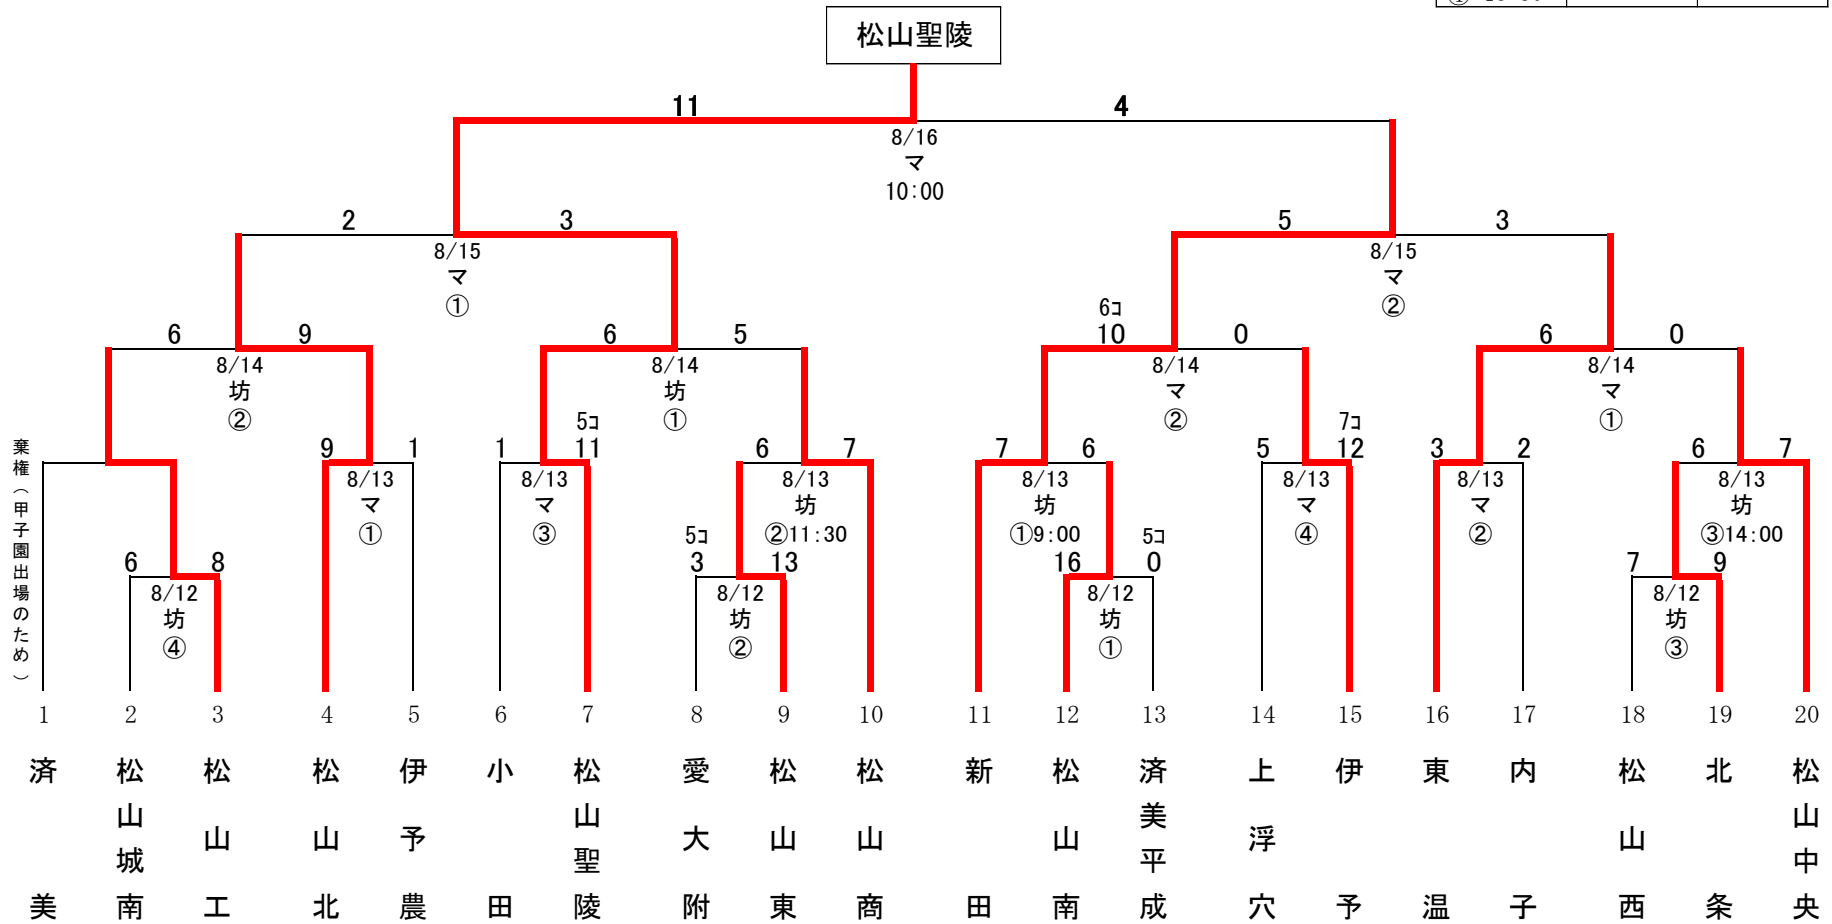 松山聖陵
11 4
8/16
マ
10:00
2 3
8/15
マ
①
5 3
8/15
マ
②
6 9
8/14
坊
②
6 5
8/14
坊
①
6コ
10 0
8/14
マ
②
6 0
8/14
マ
①
棄権（甲子園出場のため）
9 1
8/13
マ
①
5コ
1 11
8/13
マ
③
6 7
8/13
坊
②11:30
7 6
8/13
坊
①9:00
7コ
5 12
8/13
マ
④
3 2
8/13
マ
②
6 7
8/13
坊
③14:00
6 8
8/12
坊
④
5コ
3 13
8/12
坊
②
5コ
16 0
8/12
坊
①
7 9
8/12
坊
③
1 2 3 4 5 6 7 8 9 10 11 12 13 14 15 16 17 18 19 20
済美
松山城南
松山工
松山北
伊予農
小田
松山聖陵
愛大附
松山東
松山商
新田
松山南
済美平成
上浮穴
伊予
東温
内子
松山西
北条
松山中央